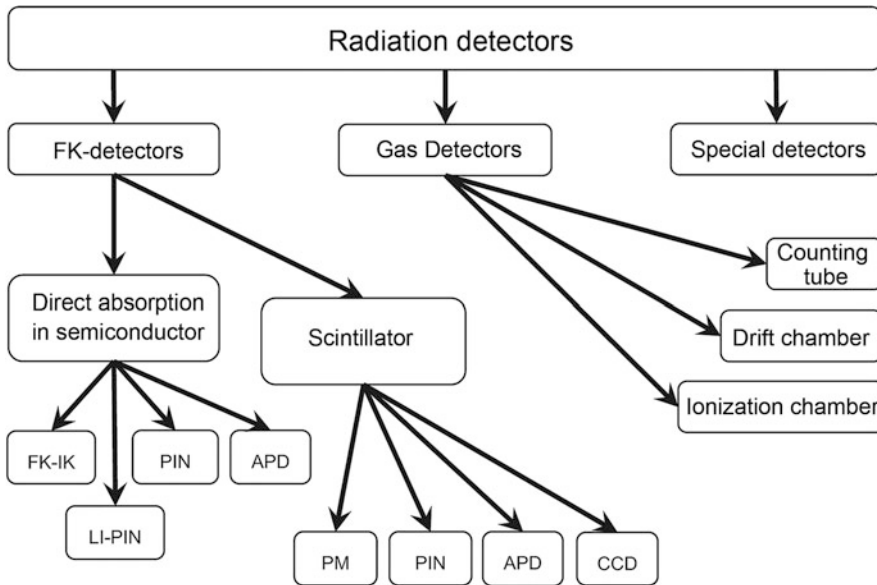 Radiation detectors
FK-detectors
Gas Detectors
Special detectors
Counting
tube
Direct absorption
in semiconductor
Scintillator
Drift chamber
Ionization chamber
FK-IK
PIN
APD
LI-PIN
PM
PIN
APD
CCD